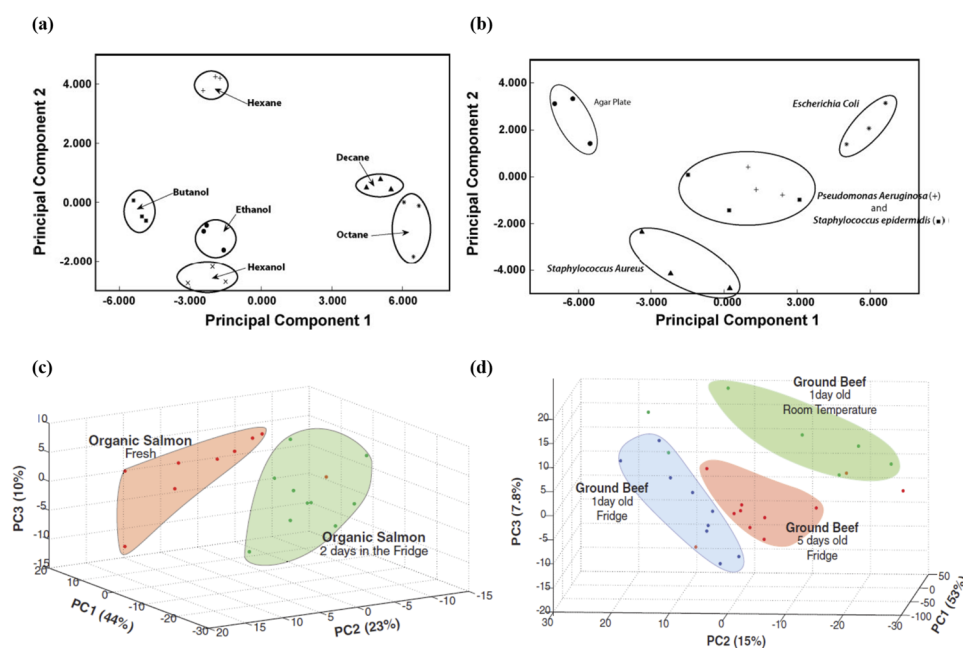 (a)
Principal Component 2
4.000
2.000
0.000
-2.000
Hexane
Decane
Butanol
Ethanol
Octane
Hexanol
-6.000 -3.000 0.000 3.000 6.000
Principal Component 1
(b)
Principal Component 2
4.000
2.000
0.000
-2.000
-4.000
Agar Plate
Escherichia Coli
Pseudomonas Aeruginosa (+)
and
Staphylococcus epidermidis (■)
Staphylococcus Aureus
-6.000 -3.000 0.000 3.000 6.000
Principal Component 1
(c)
PC3 (10%)
10
5
0
-5
-10
-15
Organic Salmon
Fresh
Organic Salmon
2 days in the Fridge
20 10 0 -10 -20 -30
PC1 (44%)
20 15 10 5 0 -5 -10 -15
PC2 (23%)
(d)
PC3 (7.8%)
20
15
10
5
0
-5
-10
-15
-20
Ground Beef
1day old
Room Temperature
Ground Beef
1day old
Fridge
Ground Beef
5 days old
Fridge
30 20 10 0 -10 -20 -30
PC2 (15%)
50
0
-50
-100
PC1 (53%)